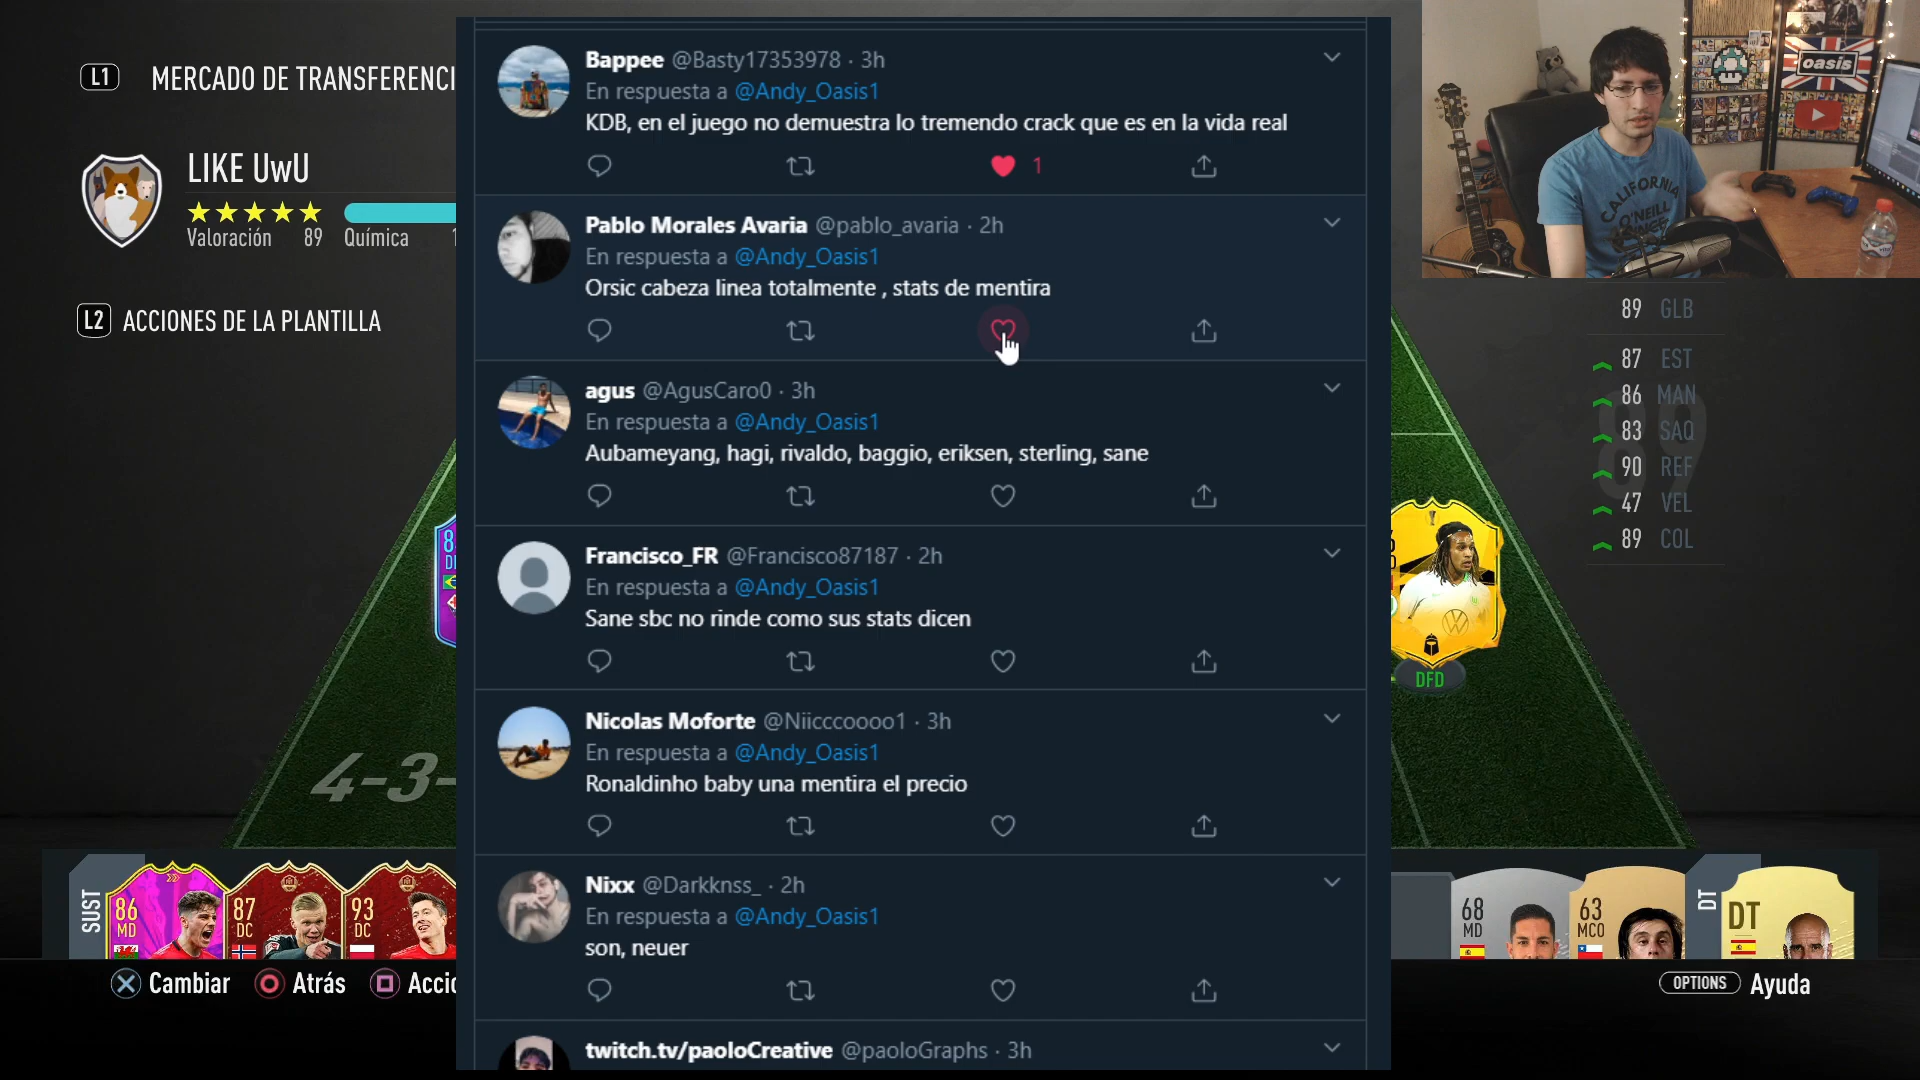 L1 MERCADO DE TRANSFERENCI
LIKE UwU
Valoración 89 Química 1
L2 ACCIONES DE LA PLANTILLA
4-3-
Bappee @Basty17353978 · 3h
En respuesta a @Andy_Oasis1
KDB, en el juego no demuestra lo tremendo crack que es en la vida real
1
Pablo Morales Avaria @pablo_avaria · 2h
En respuesta a @Andy_Oasis1
Orsic cabeza linea totalmente , stats de mentira
agus @AgusCaro0 · 3h
En respuesta a @Andy_Oasis1
Aubameyang, hagi, rivaldo, baggio, eriksen, sterling, sane
Francisco_FR @Francisco87187 · 2h
En respuesta a @Andy_Oasis1
Sane sbc no rinde como sus stats dicen
Nicolas Moforte @Niicccoooo1 · 3h
En respuesta a @Andy_Oasis1
Ronaldinho baby una mentira el precio
Nixx @Darkknss_ · 2h
En respuesta a @Andy_Oasis1
son, neuer
twitch.tv/paoloCreative @paoloGraphs · 3h
oasis
CALIFORNIA
O'NEILL
89 GLB
87 EST
86 MAN
83 SAQ
90 REF
47 VEL
89 COL
89
DFD
SUST
86
MD
87
DC
93
DC
68
MD
63
MCO
DT
DT
Cambiar Atrás Accio
OPTIONS Ayuda